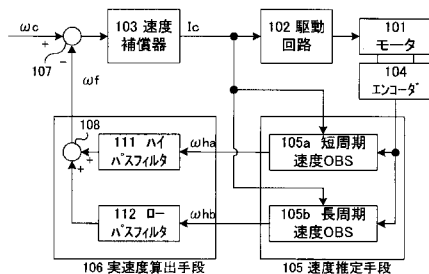 ωc
+
107
-
ωf
103 速度
補償器
Ic
102 駆動
回路
101
モータ
104
エンコーダ
108
+
+
111 ハイ
パスフィルタ
ωha
105a 短周期
速度OBS
112 ロー
パスフィルタ
ωhb
105b 長周期
速度OBS
106 実速度算出手段
105 速度推定手段